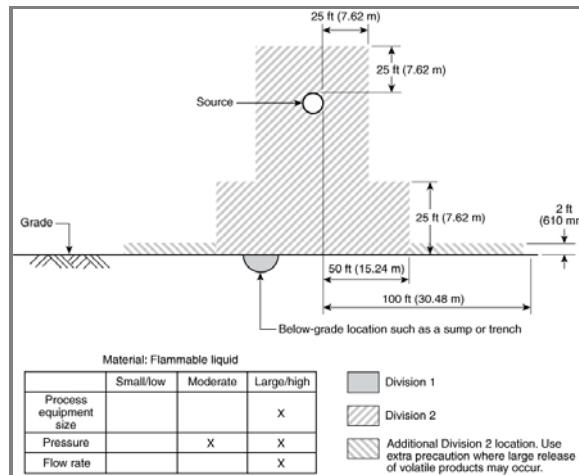 25 ft (7.62 m)
25 ft (7.62 m)
Source
Grade
25 ft (7.62 m)
2 ft
(610 mm
50 ft (15.24 m)
100 ft (30.48 m)
Below-grade location such as a sump or trench
Material: Flammable liquid
Small/low Moderate Large/high
Process
equipment
size X
Pressure X X
Flow rate X
Division 1
Division 2
Additional Division 2 location. Use
extra precaution where large release
of volatile products may occur.